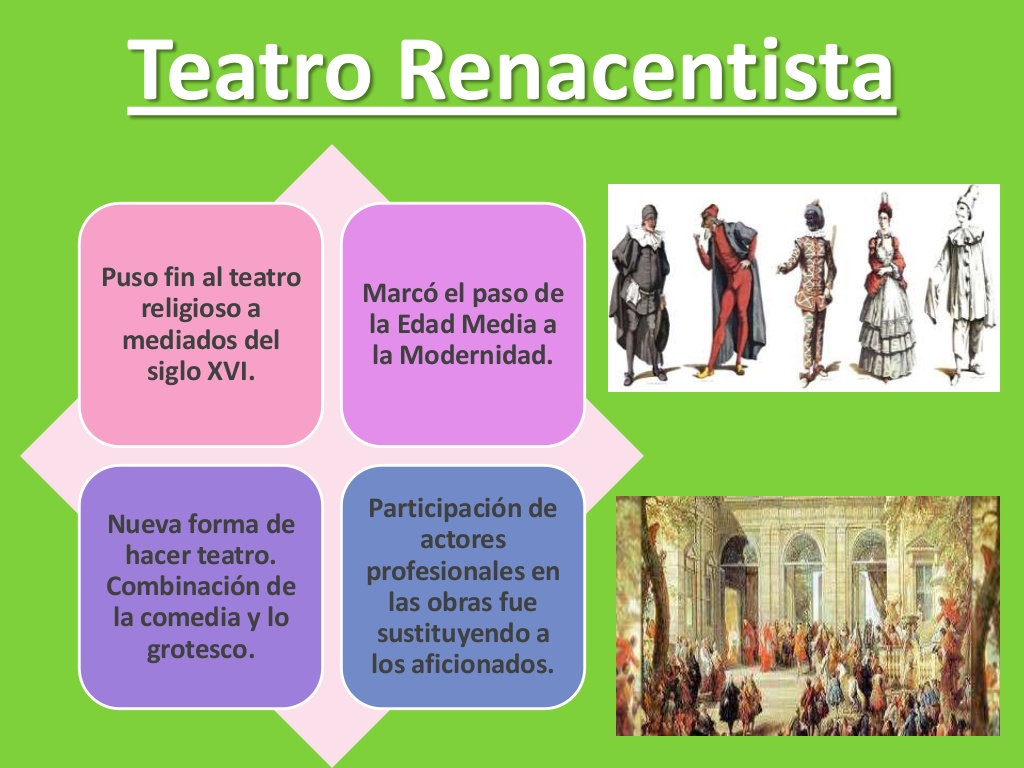 Teatro Renacentista
Puso fin al teatro
religioso a
mediados del
siglo XVI.
Marcó el paso de
la Edad Media a
la Modernidad.
Nueva forma de
hacer teatro.
Combinación de
la comedia y lo
grotesco.
Participación de
actores
profesionales en
las obras fue
sustituyendo a
los aficionados.